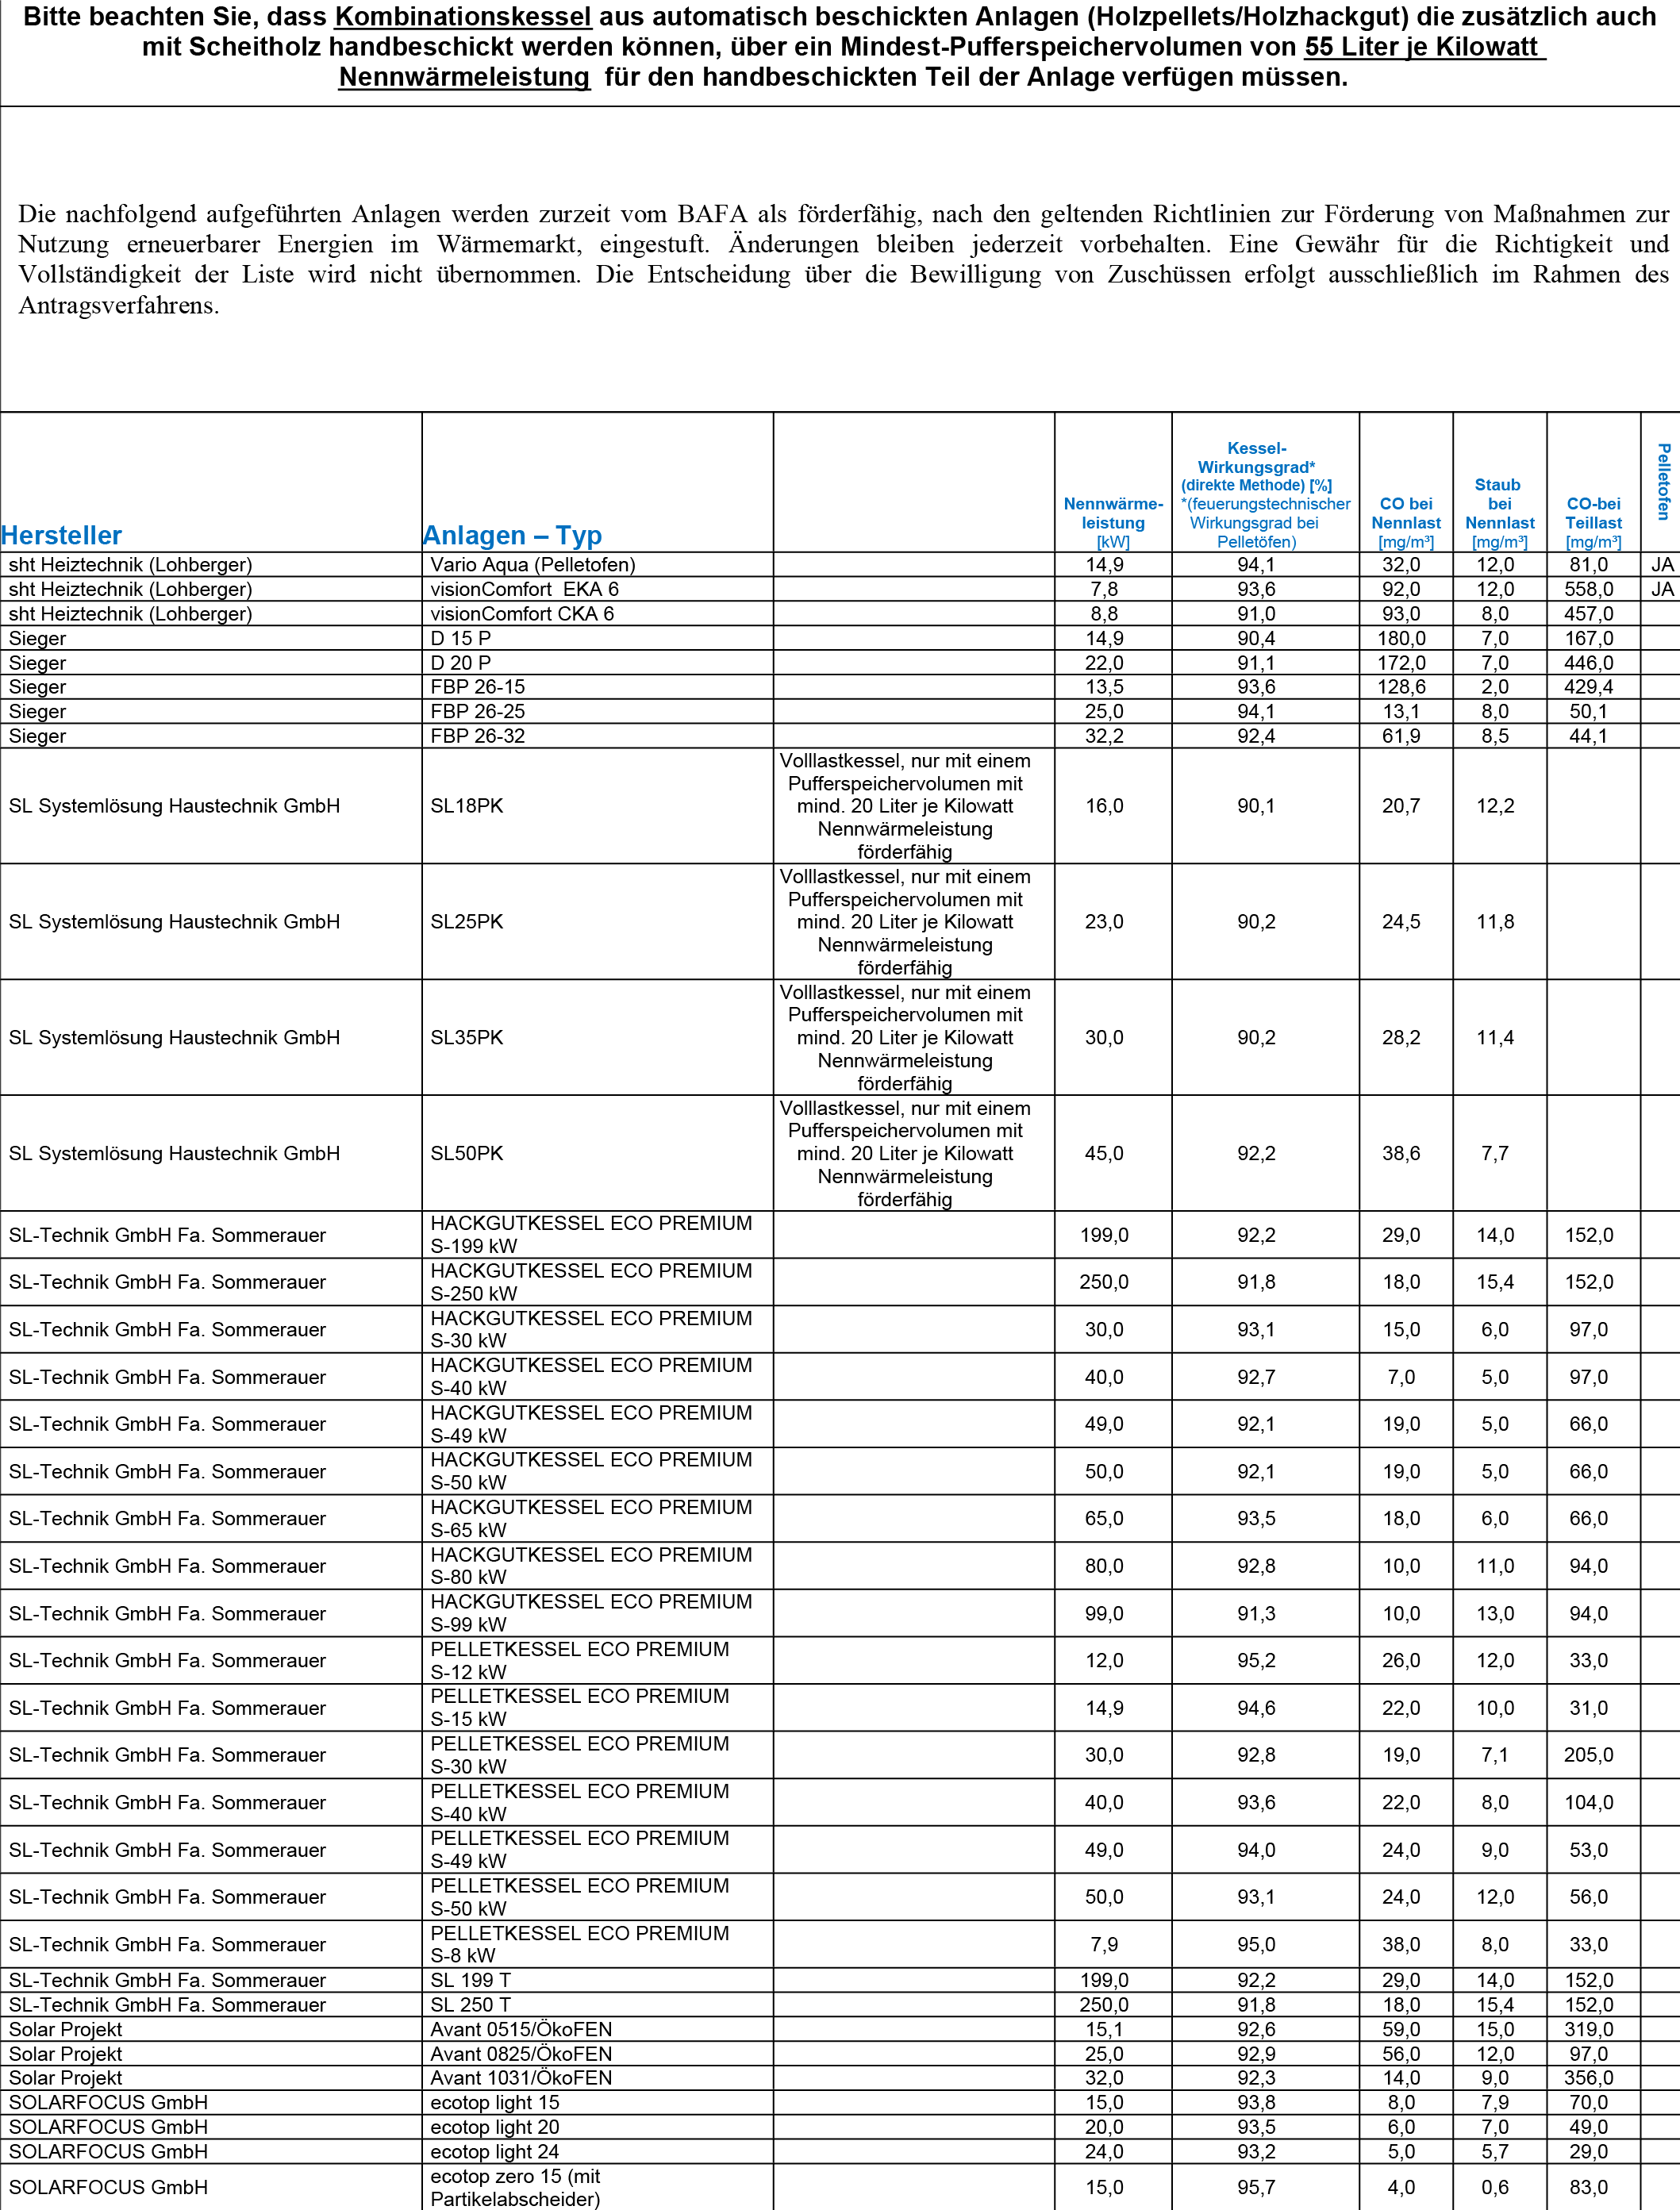 Bitte beachten Sie, dass Kombinationskessel aus automatisch beschickten Anlagen (Holzpellets/Holzhackgut) die zusätzlich auch
mit Scheitholz handbeschickt werden können, über ein Mindest-Pufferspeichervolumen von 55 Liter je Kilowatt
Nennwärmeleistung für den handbeschickten Teil der Anlage verfügen müssen.
Die nachfolgend aufgeführten Anlagen werden zurzeit vom BAFA als förderfähig, nach den geltenden Richtlinien zur Förderung von Maßnahmen zur
Nutzung erneuerbarer Energien im Wärmemarkt, eingestuft. Änderungen bleiben jederzeit vorbehalten. Eine Gewähr für die Richtigkeit und
Vollständigkeit der Liste wird nicht übernommen. Die Entscheidung über die Bewilligung von Zuschüssen erfolgt ausschließlich im Rahmen des
Antragsverfahrens.
Hersteller
Anlagen – Typ
Nennwärme-
leistung
[kW]
Kessel-
Wirkungsgrad*
(direkte Methode) [%]
*(feuerungstechnischer
Wirkungsgrad bei
Pelletöfen)
CO bei
Nennlast
[mg/m³]
Staub
bei
Nennlast
[mg/m³]
CO-bei
Teillast
[mg/m³]
Pelletofen
sht Heiztechnik (Lohberger) Vario Aqua (Pelletofen) 14,9 94,1 32,0 12,0 81,0 JA
sht Heiztechnik (Lohberger) visionComfort EKA 6 7,8 93,6 92,0 12,0 558,0 JA
sht Heiztechnik (Lohberger) visionComfort CKA 6 8,8 91,0 93,0 8,0 457,0
Sieger D 15 P 14,9 90,4 180,0 7,0 167,0
Sieger D 20 P 22,0 91,1 172,0 7,0 446,0
Sieger FBP 26-15 13,5 93,6 128,6 2,0 429,4
Sieger FBP 26-25 25,0 94,1 13,1 8,0 50,1
Sieger FBP 26-32 32,2 92,4 61,9 8,5 44,1
Volllastkessel, nur mit einem
Pufferspeichervolumen mit
SL Systemlösung Haustechnik GmbH SL18PK mind. 20 Liter je Kilowatt 16,0 90,1 20,7 12,2
Nennwärmeleistung
förderfähig
Volllastkessel, nur mit einem
Pufferspeichervolumen mit
SL Systemlösung Haustechnik GmbH SL25PK mind. 20 Liter je Kilowatt 23,0 90,2 24,5 11,8
Nennwärmeleistung
förderfähig
Volllastkessel, nur mit einem
Pufferspeichervolumen mit
SL Systemlösung Haustechnik GmbH SL35PK mind. 20 Liter je Kilowatt 30,0 90,2 28,2 11,4
Nennwärmeleistung
förderfähig
Volllastkessel, nur mit einem
Pufferspeichervolumen mit
SL Systemlösung Haustechnik GmbH SL50PK mind. 20 Liter je Kilowatt 45,0 92,2 38,6 7,7
Nennwärmeleistung
förderfähig
SL-Technik GmbH Fa. Sommerauer HACKGUTKESSEL ECO PREMIUM
S-199 kW 199,0 92,2 29,0 14,0 152,0
SL-Technik GmbH Fa. Sommerauer HACKGUTKESSEL ECO PREMIUM
S-250 kW 250,0 91,8 18,0 15,4 152,0
SL-Technik GmbH Fa. Sommerauer HACKGUTKESSEL ECO PREMIUM
S-30 kW 30,0 93,1 15,0 6,0 97,0
SL-Technik GmbH Fa. Sommerauer HACKGUTKESSEL ECO PREMIUM
S-40 kW 40,0 92,7 7,0 5,0 97,0
SL-Technik GmbH Fa. Sommerauer HACKGUTKESSEL ECO PREMIUM
S-49 kW 49,0 92,1 19,0 5,0 66,0
SL-Technik GmbH Fa. Sommerauer HACKGUTKESSEL ECO PREMIUM
S-50 kW 50,0 92,1 19,0 5,0 66,0
SL-Technik GmbH Fa. Sommerauer HACKGUTKESSEL ECO PREMIUM
S-65 kW 65,0 93,5 18,0 6,0 66,0
SL-Technik GmbH Fa. Sommerauer HACKGUTKESSEL ECO PREMIUM
S-80 kW 80,0 92,8 10,0 11,0 94,0
SL-Technik GmbH Fa. Sommerauer HACKGUTKESSEL ECO PREMIUM
S-99 kW 99,0 91,3 10,0 13,0 94,0
SL-Technik GmbH Fa. Sommerauer PELLETKESSEL ECO PREMIUM
S-12 kW 12,0 95,2 26,0 12,0 33,0
SL-Technik GmbH Fa. Sommerauer PELLETKESSEL ECO PREMIUM
S-15 kW 14,9 94,6 22,0 10,0 31,0
SL-Technik GmbH Fa. Sommerauer PELLETKESSEL ECO PREMIUM
S-30 kW 30,0 92,8 19,0 7,1 205,0
SL-Technik GmbH Fa. Sommerauer PELLETKESSEL ECO PREMIUM
S-40 kW 40,0 93,6 22,0 8,0 104,0
SL-Technik GmbH Fa. Sommerauer PELLETKESSEL ECO PREMIUM
S-49 kW 49,0 94,0 24,0 9,0 53,0
SL-Technik GmbH Fa. Sommerauer PELLETKESSEL ECO PREMIUM
S-50 kW 50,0 93,1 24,0 12,0 56,0
SL-Technik GmbH Fa. Sommerauer PELLETKESSEL ECO PREMIUM
S-8 kW 7,9 95,0 38,0 8,0 33,0
SL-Technik GmbH Fa. Sommerauer SL 199 T 199,0 92,2 29,0 14,0 152,0
SL-Technik GmbH Fa. Sommerauer SL 250 T 250,0 91,8 18,0 15,4 152,0
Solar Projekt Avant 0515/ÖkoFEN 15,1 92,6 59,0 15,0 319,0
Solar Projekt Avant 0825/ÖkoFEN 25,0 92,9 56,0 12,0 97,0
Solar Projekt Avant 1031/ÖkoFEN 32,0 92,3 14,0 9,0 356,0
SOLARFOCUS GmbH ecotop light 15 15,0 93,8 8,0 7,9 70,0
SOLARFOCUS GmbH ecotop light 20 20,0 93,5 6,0 7,0 49,0
SOLARFOCUS GmbH ecotop light 24 24,0 93,2 5,0 5,7 29,0
SOLARFOCUS GmbH ecotop zero 15 (mit
Partikelabscheider) 15,0 95,7 4,0 0,6 83,0